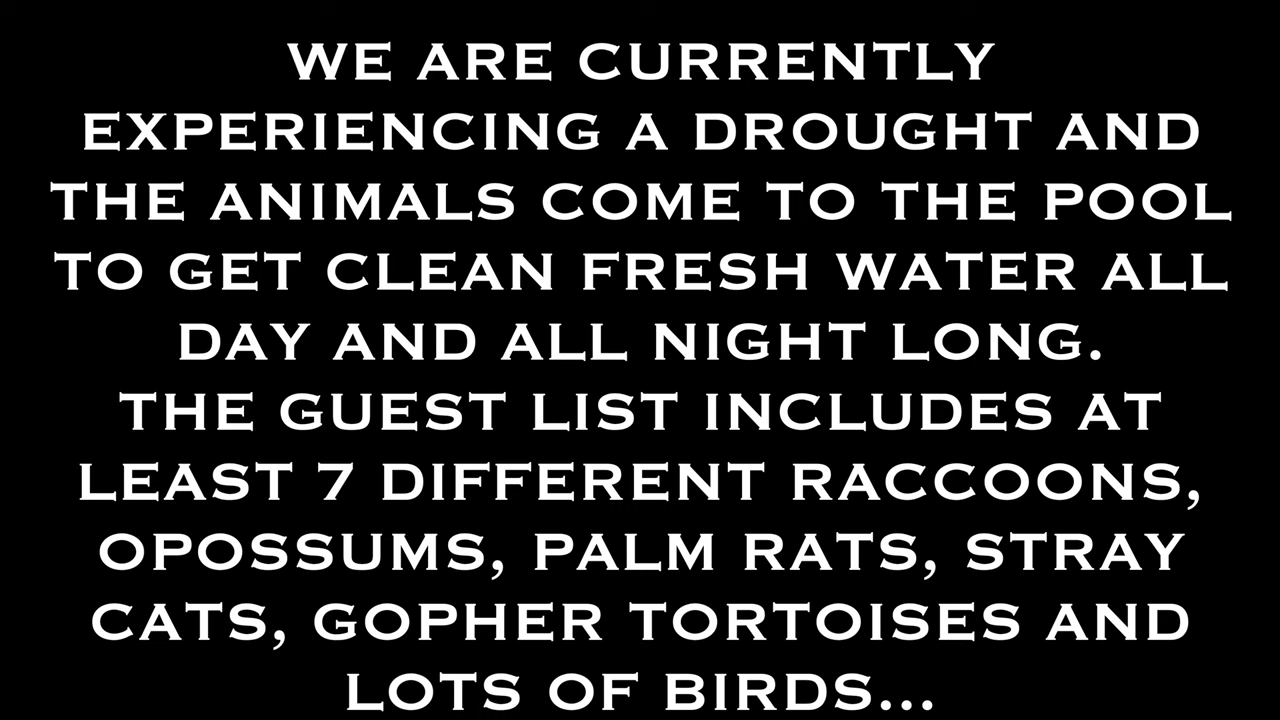 WE ARE CURRENTLY
EXPERIENCING A DROUGHT AND
THE ANIMALS COME TO THE POOL
TO GET CLEAN FRESH WATER ALL
DAY AND ALL NIGHT LONG.
THE GUEST LIST INCLUDES AT
LEAST 7 DIFFERENT RACCOONS,
OPOSSUMS, PALM RATS, STRAY
CATS, GOPHER TORTOISES AND
LOTS OF BIRDS...